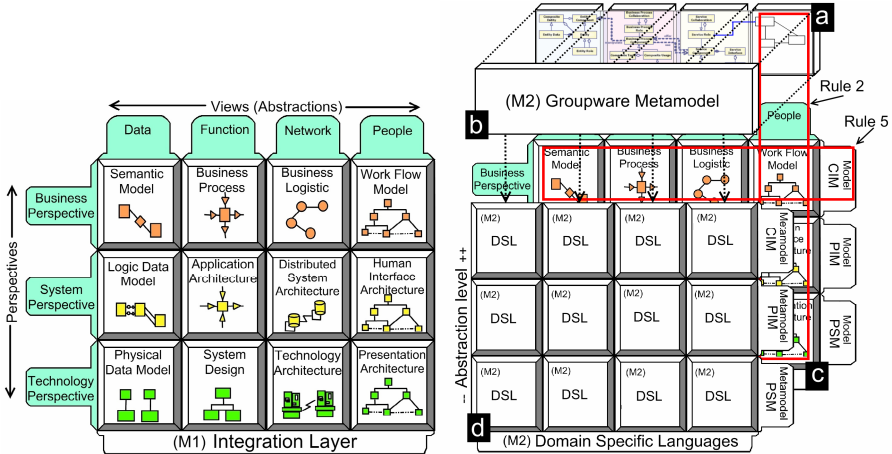 Views (Abstractions)
Data
Function
Network
People
Perspectives
Business
Perspective
Semantic
Model
Business
Process
Business
Logistic
Work Flow
Model
System
Perspective
Logic Data
Model
Application
Architecture
Distributed
System
Architecture
Human
Interface
Architecture
Technology
Perspective
Physical
Data Model
System
Design
Technology
Architecture
Presentation
Architecture
(M1) Integration Layer
a
Rule 2
Rule 5
b
(M2) Groupware Metamodel
People
Business
Perspective
Semantic
Model
Business
Process
Business
Logistic
Work Flow
Model
Model
CIM
-- Abstraction level ++
(M2)
DSL
(M2)
DSL
(M2)
DSL
(M2)
DSL
Metamodel
CIM
Model
PIM
(M2)
DSL
(M2)
DSL
(M2)
DSL
(M2)
DSL
Metamodel
PIM
Model
PSM
(M2)
DSL
(M2)
DSL
(M2)
DSL
(M2)
DSL
Metamodel
PSM
c
d
(M2) Domain Specific Languages